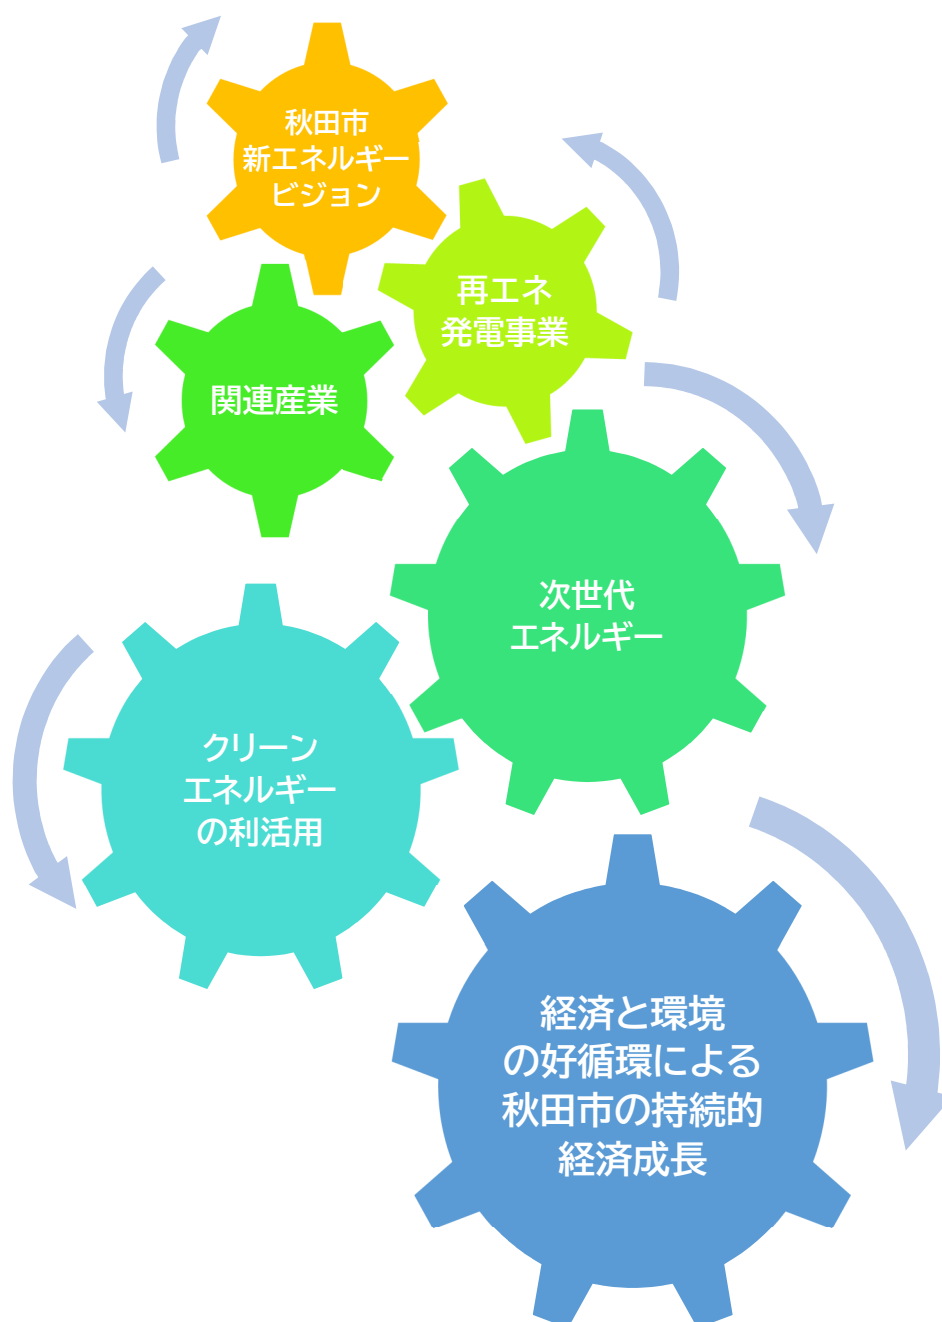 秋田市
新エネルギー
ビジョン
再エネ
発電事業
関連産業
次世代
エネルギー
クリーン
エネルギー
の利活用
経済と環境
の好循環による
秋田市の持続的
経済成長